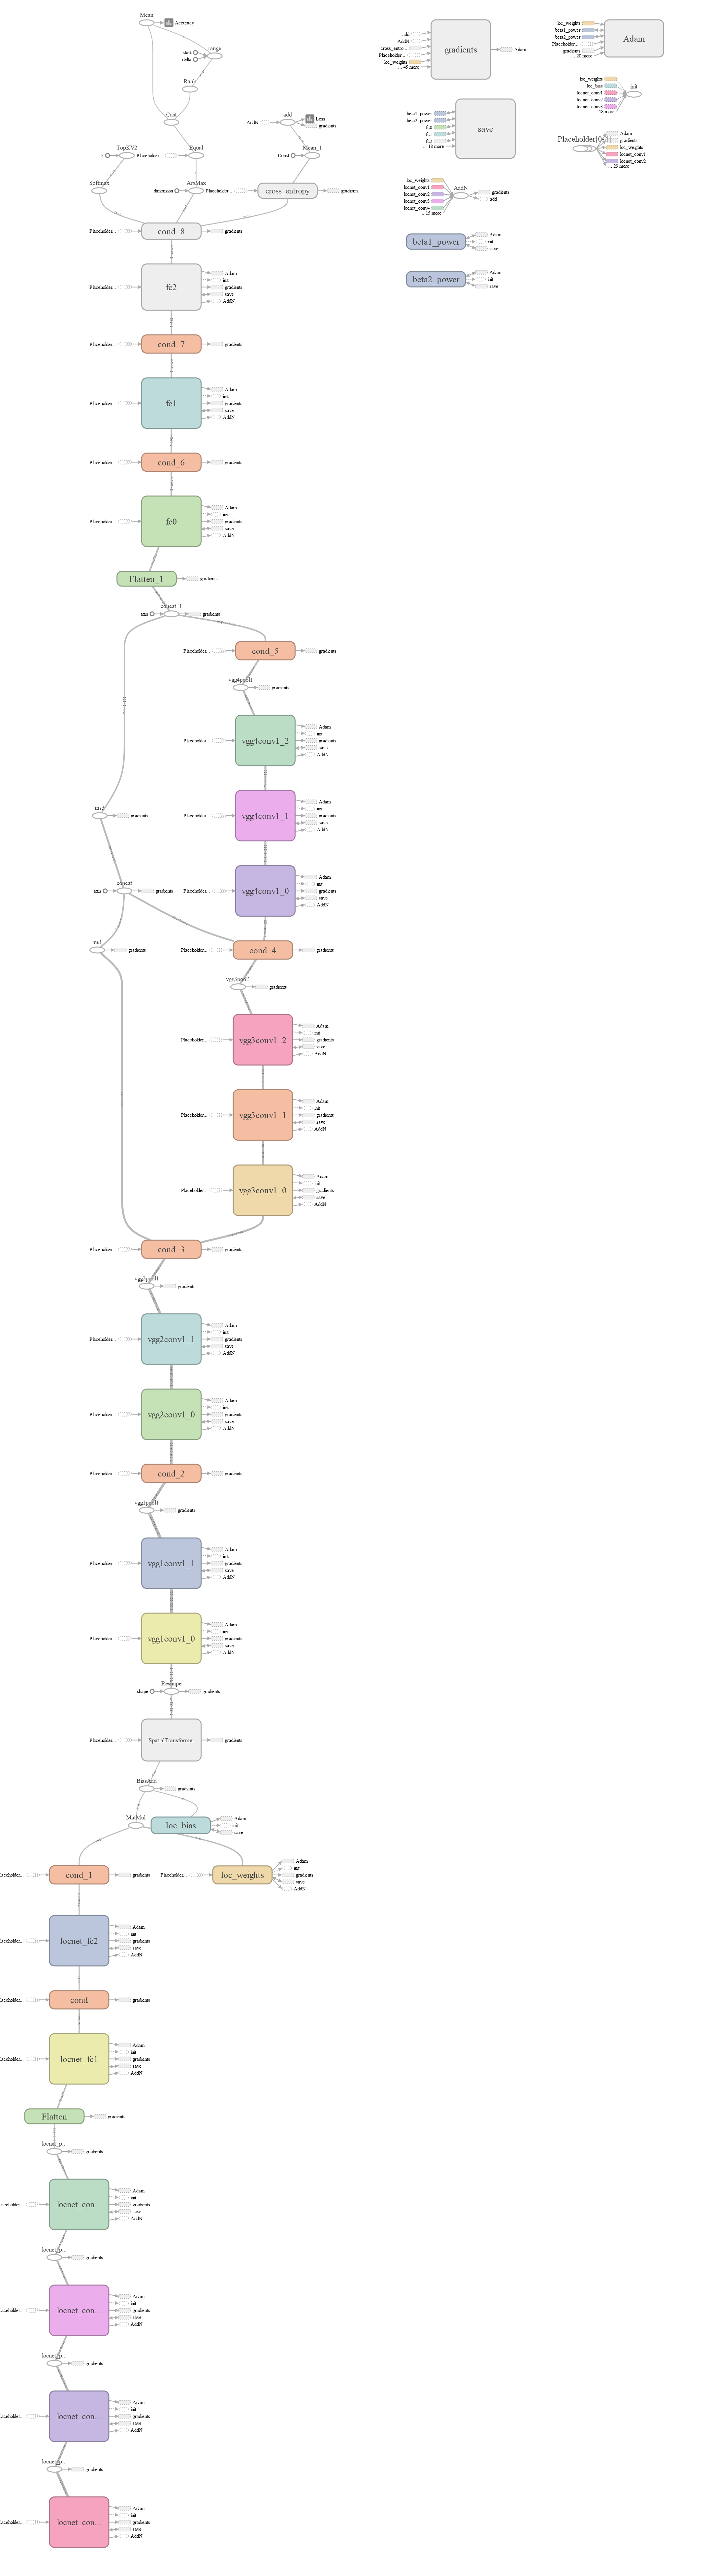 Mean
Accuracy
range
start
delta
Rank
Cast
add
AddN
Loss
gradients
TopKV2
k
Placeholder...
Equal
Const
Mean_1
Softmax
dimension
ArgMax
Placeholder...
cross_entropy
gradients
Placeholder...
cond_8
gradients
Placeholder...
fc2
Adam
init
gradients
save
AddN
Placeholder...
cond_7
gradients
Placeholder...
fc1
Adam
init
gradients
save
AddN
Placeholder...
cond_6
gradients
Placeholder...
fc0
Adam
init
gradients
save
AddN
Flatten_1
gradients
concat_1
axis
gradients
Placeholder...
cond_5
gradients
vgg4pool1
gradients
Placeholder...
vgg4conv1_2
Adam
init
gradients
save
AddN
ms1
gradients
Placeholder...
vgg4conv1_1
Adam
init
gradients
save
AddN
concat
axis
gradients
Placeholder...
vgg4conv1_0
Adam
init
gradients
save
AddN
ms1
gradients
Placeholder...
cond_4
gradients
vgg3pool1
gradients
Placeholder...
vgg3conv1_2
Adam
init
gradients
save
AddN
Placeholder...
vgg3conv1_1
Adam
init
gradients
save
AddN
Placeholder...
vgg3conv1_0
Adam
init
gradients
save
AddN
Placeholder...
cond_3
gradients
vgg2pool1
gradients
Placeholder...
vgg2conv1_1
Adam
init
gradients
save
AddN
Placeholder...
vgg2conv1_0
Adam
init
gradients
save
AddN
Placeholder...
cond_2
gradients
vgg1pool1
gradients
Placeholder...
vgg1conv1_1
Adam
init
gradients
save
AddN
Placeholder...
vgg1conv1_0
Adam
init
gradients
save
AddN
Reshape
shape
gradients
Placeholder...
SpatialTransformer
gradients
BiasAdd
gradients
MatMul
loc_bias
Adam
init
save
laceholder...
cond_1
gradients
Placeholder...
loc_weights
Adam
init
gradients
save
AddN
laceholder...
locnet_fc2
Adam
init
gradients
save
AddN
laceholder...
cond
gradients
laceholder...
locnet_fc1
Adam
init
gradients
save
AddN
Flatten
gradients
locnet_p...
gradients
laceholder...
locnet_con...
Adam
init
gradients
save
AddN
locnet_p...
gradients
laceholder...
locnet_con...
Adam
init
gradients
save
AddN
locnet_p...
gradients
laceholder...
locnet_con...
Adam
init
gradients
save
AddN
locnet_p...
gradients
laceholder...
locnet_con...
Adam
init
gradients
save
AddN
add
AddN
cross_entro...
Placeholder...
loc_weights
... 45 more
gradients
Adam
beta1_power
beta2_power
fc0
fc1
fc2
... 18 more
save
loc_weights
locnet_conv1
locnet_conv2
locnet_conv3
locnet_conv4
... 15 more
AddN
gradients
add
beta1_power
Adam
init
save
beta2_power
Adam
init
save
loc_weights
beta1_power
beta2_power
Placeholder...
gradients
... 20 more
Adam
loc_weights
loc_bias
locnet_conv1
locnet_conv2
locnet_conv3
... 18 more
init
Placeholder[0-4]
Adam
gradients
loc_weights
locnet_conv1
locnet_conv2
... 29 more